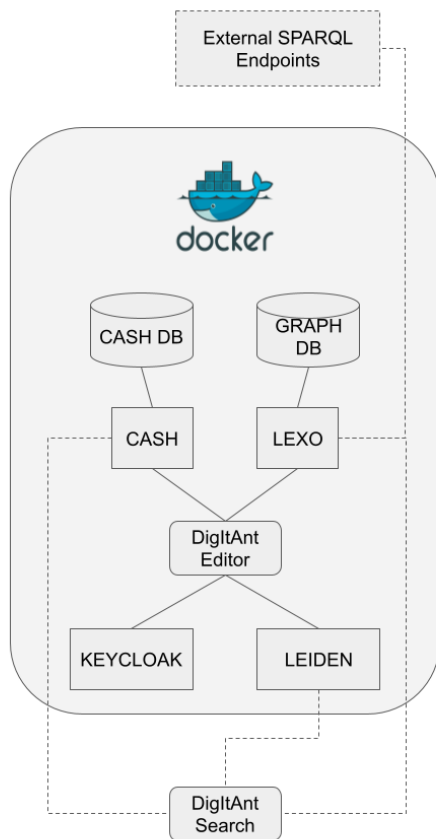 External SPARQL
Endpoints
docker
CASH DB
GRAPH
DB
CASH
LEXO
DigItAnt
Editor
KEYCLOAK
LEIDEN
DigItAnt
Search